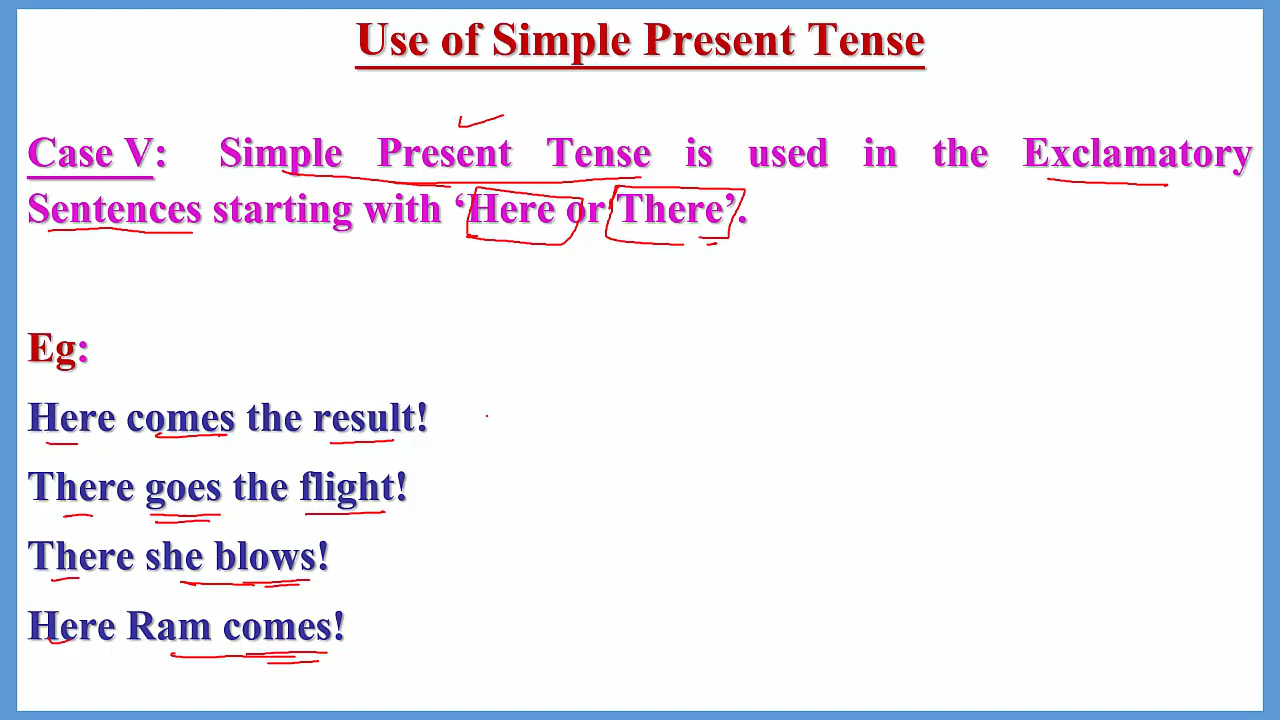 Use of Simple Present Tense
Case V: Simple Present Tense is used in the Exclamatory
Sentences starting with ‘Here or There’.
Eg:
Here comes the result!
There goes the flight!
There she blows!
Here Ram comes!